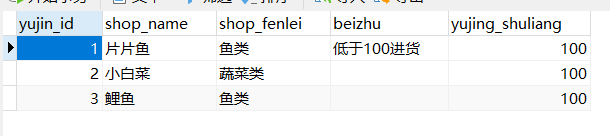 yujin_id shop_name shop_fenlei beizhu yujing_shuliang
1 片片鱼 鱼类 低于100进货 100
2 小白菜 蔬菜类 100
3 鲤鱼 鱼类 100